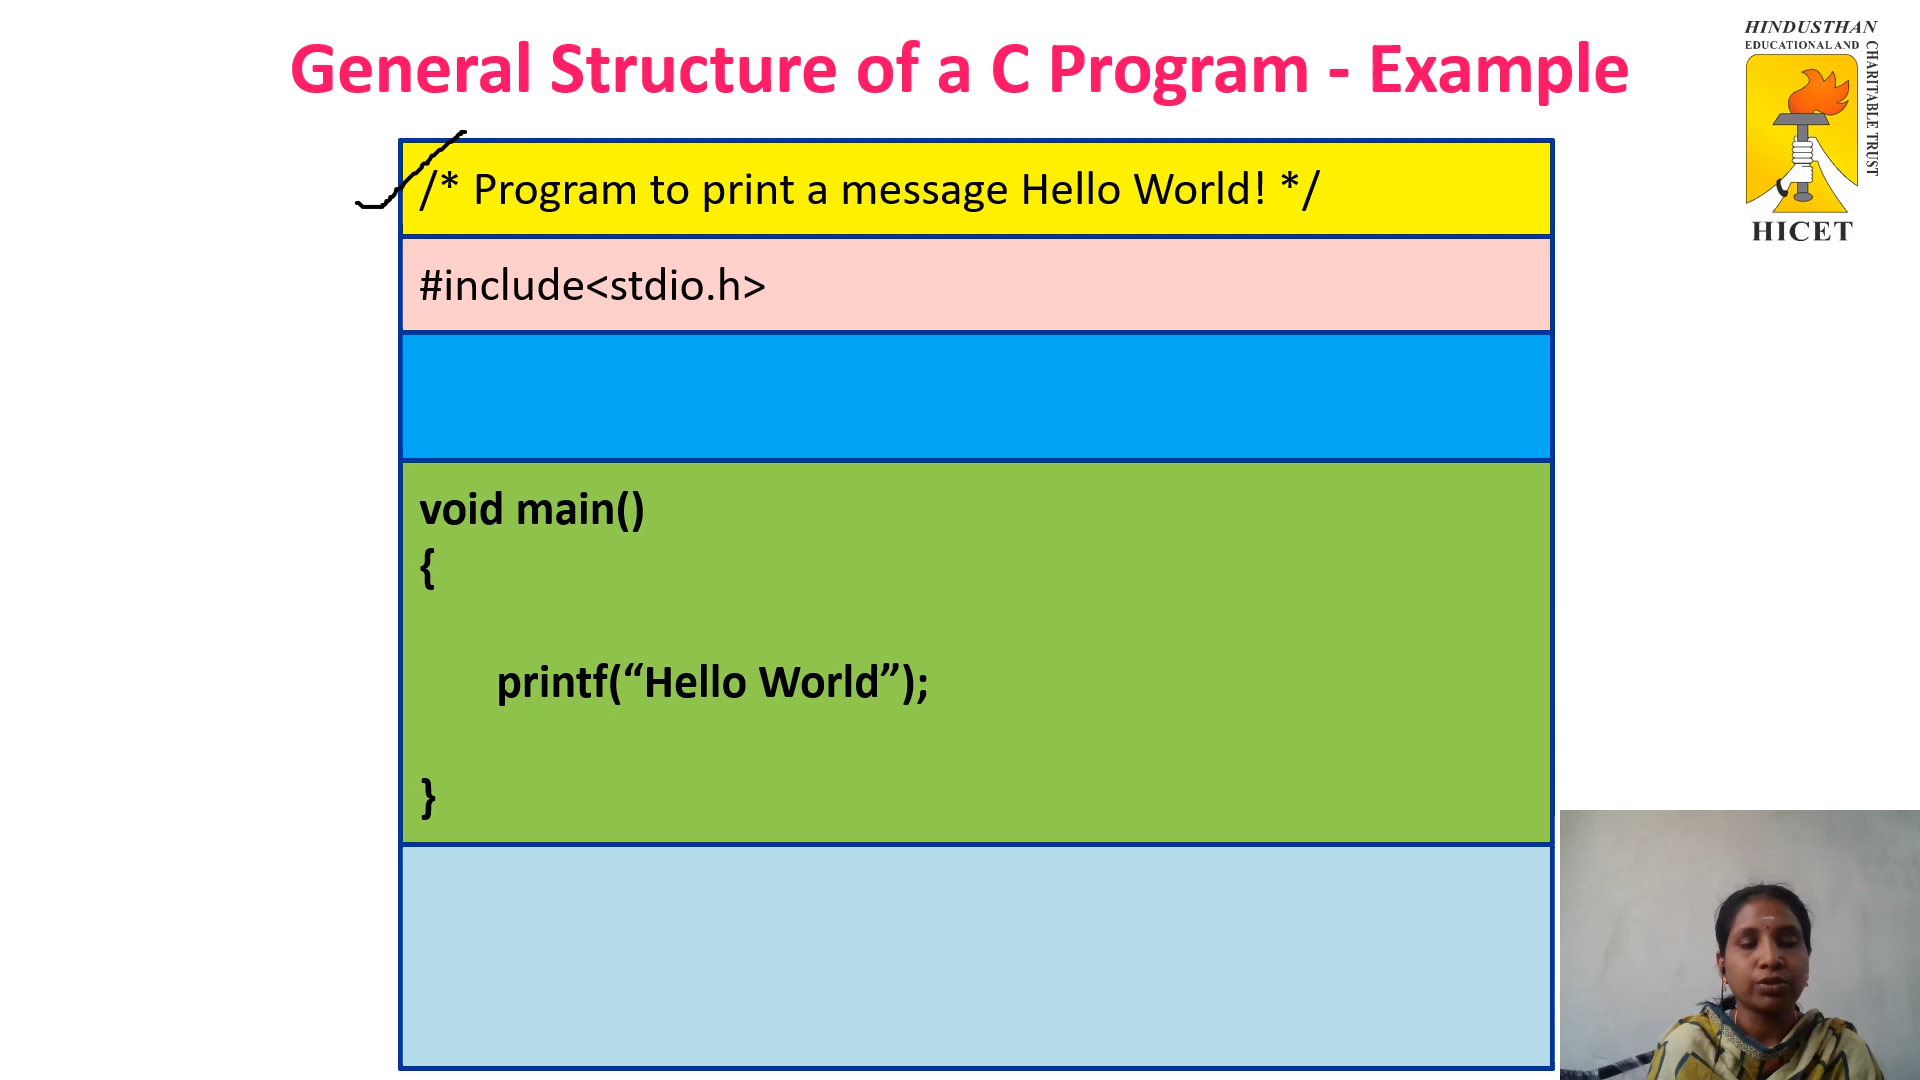 General Structure of a C Program - Example
HINDUSTHAN
EDUCATIONAL AND
CHARITABLE TRUST
HICET
/* Program to print a message Hello World! */
#include<stdio.h>
void main()
{
printf(“Hello World”);
}